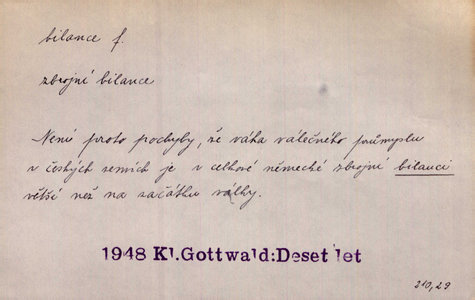 bilance f.
zbrojní bilance
Není proto pochyby, že váha válečného průmyslu
v českých zemích je v celkové německé zbrojní bilanci
větší než na začátku války.
1948 Kl.Gottwald:Deset let
210,29